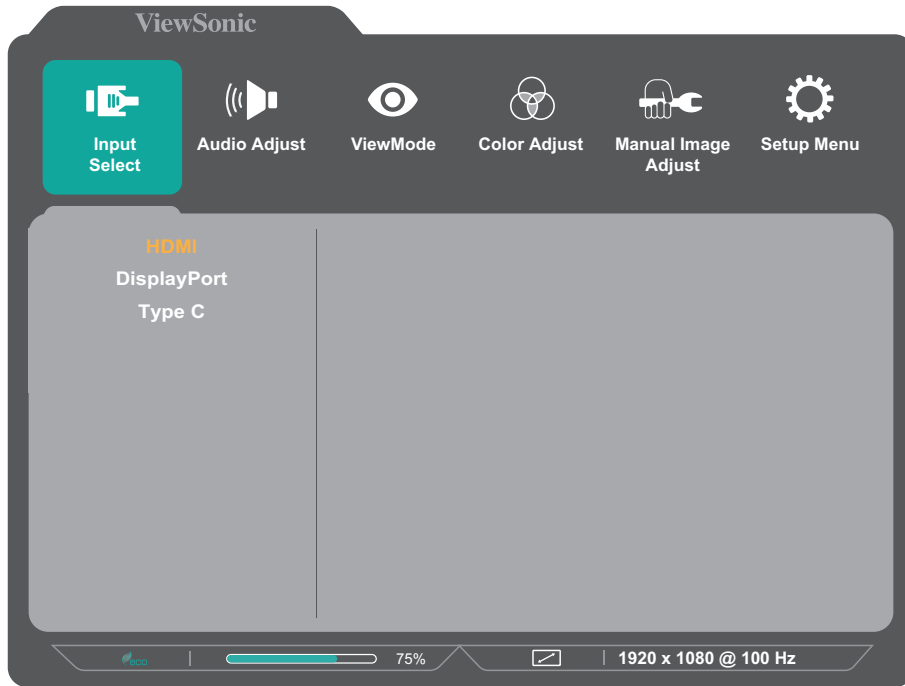 ViewSonic
Input
Select
Audio Adjust
ViewMode
Color Adjust
Manual Image
Adjust
Setup Menu
HDMI
DisplayPort
Type C
eco
75%
1920 x 1080 @ 100 Hz